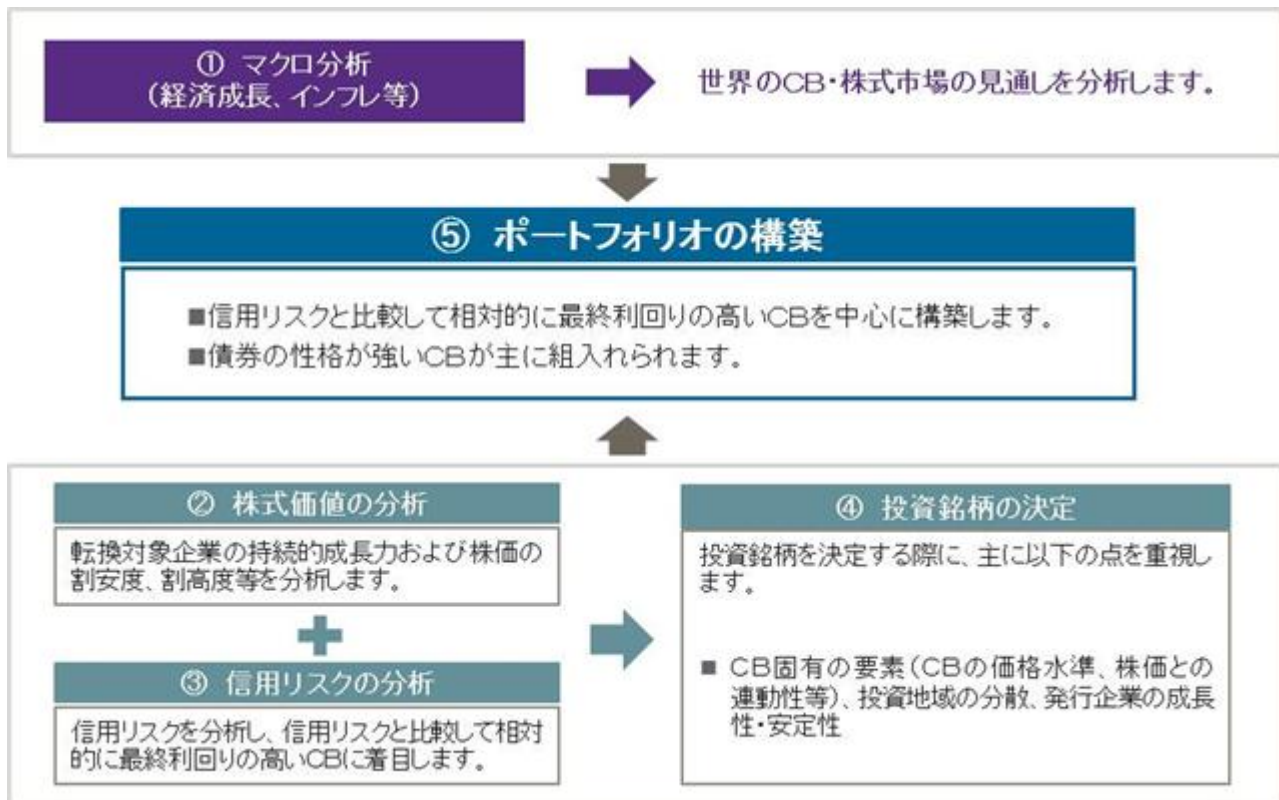 ① マクロ分析
（経済成長、インフレ等）
世界のCB・株式市場の見通しを分析します。
⑤ ポートフォリオの構築
■信用リスクと比較して相対的に最終利回りの高いCBを中心に構築します。
■債券の性格が強いCBが主に組入れられます。
② 株式価値の分析
転換対象企業の持続的成長力および株価の
割安度、割高度等を分析します。
③ 信用リスクの分析
信用リスクを分析し、信用リスクと比較して相対
的に最終利回りの高いCBに着目します。
④ 投資銘柄の決定
投資銘柄を決定する際に、主に以下の点を重視し
ます。
■ CB固有の要素（CBの価格水準、株価との
連動性等）、投資地域の分散、発行企業の成長
性・安定性